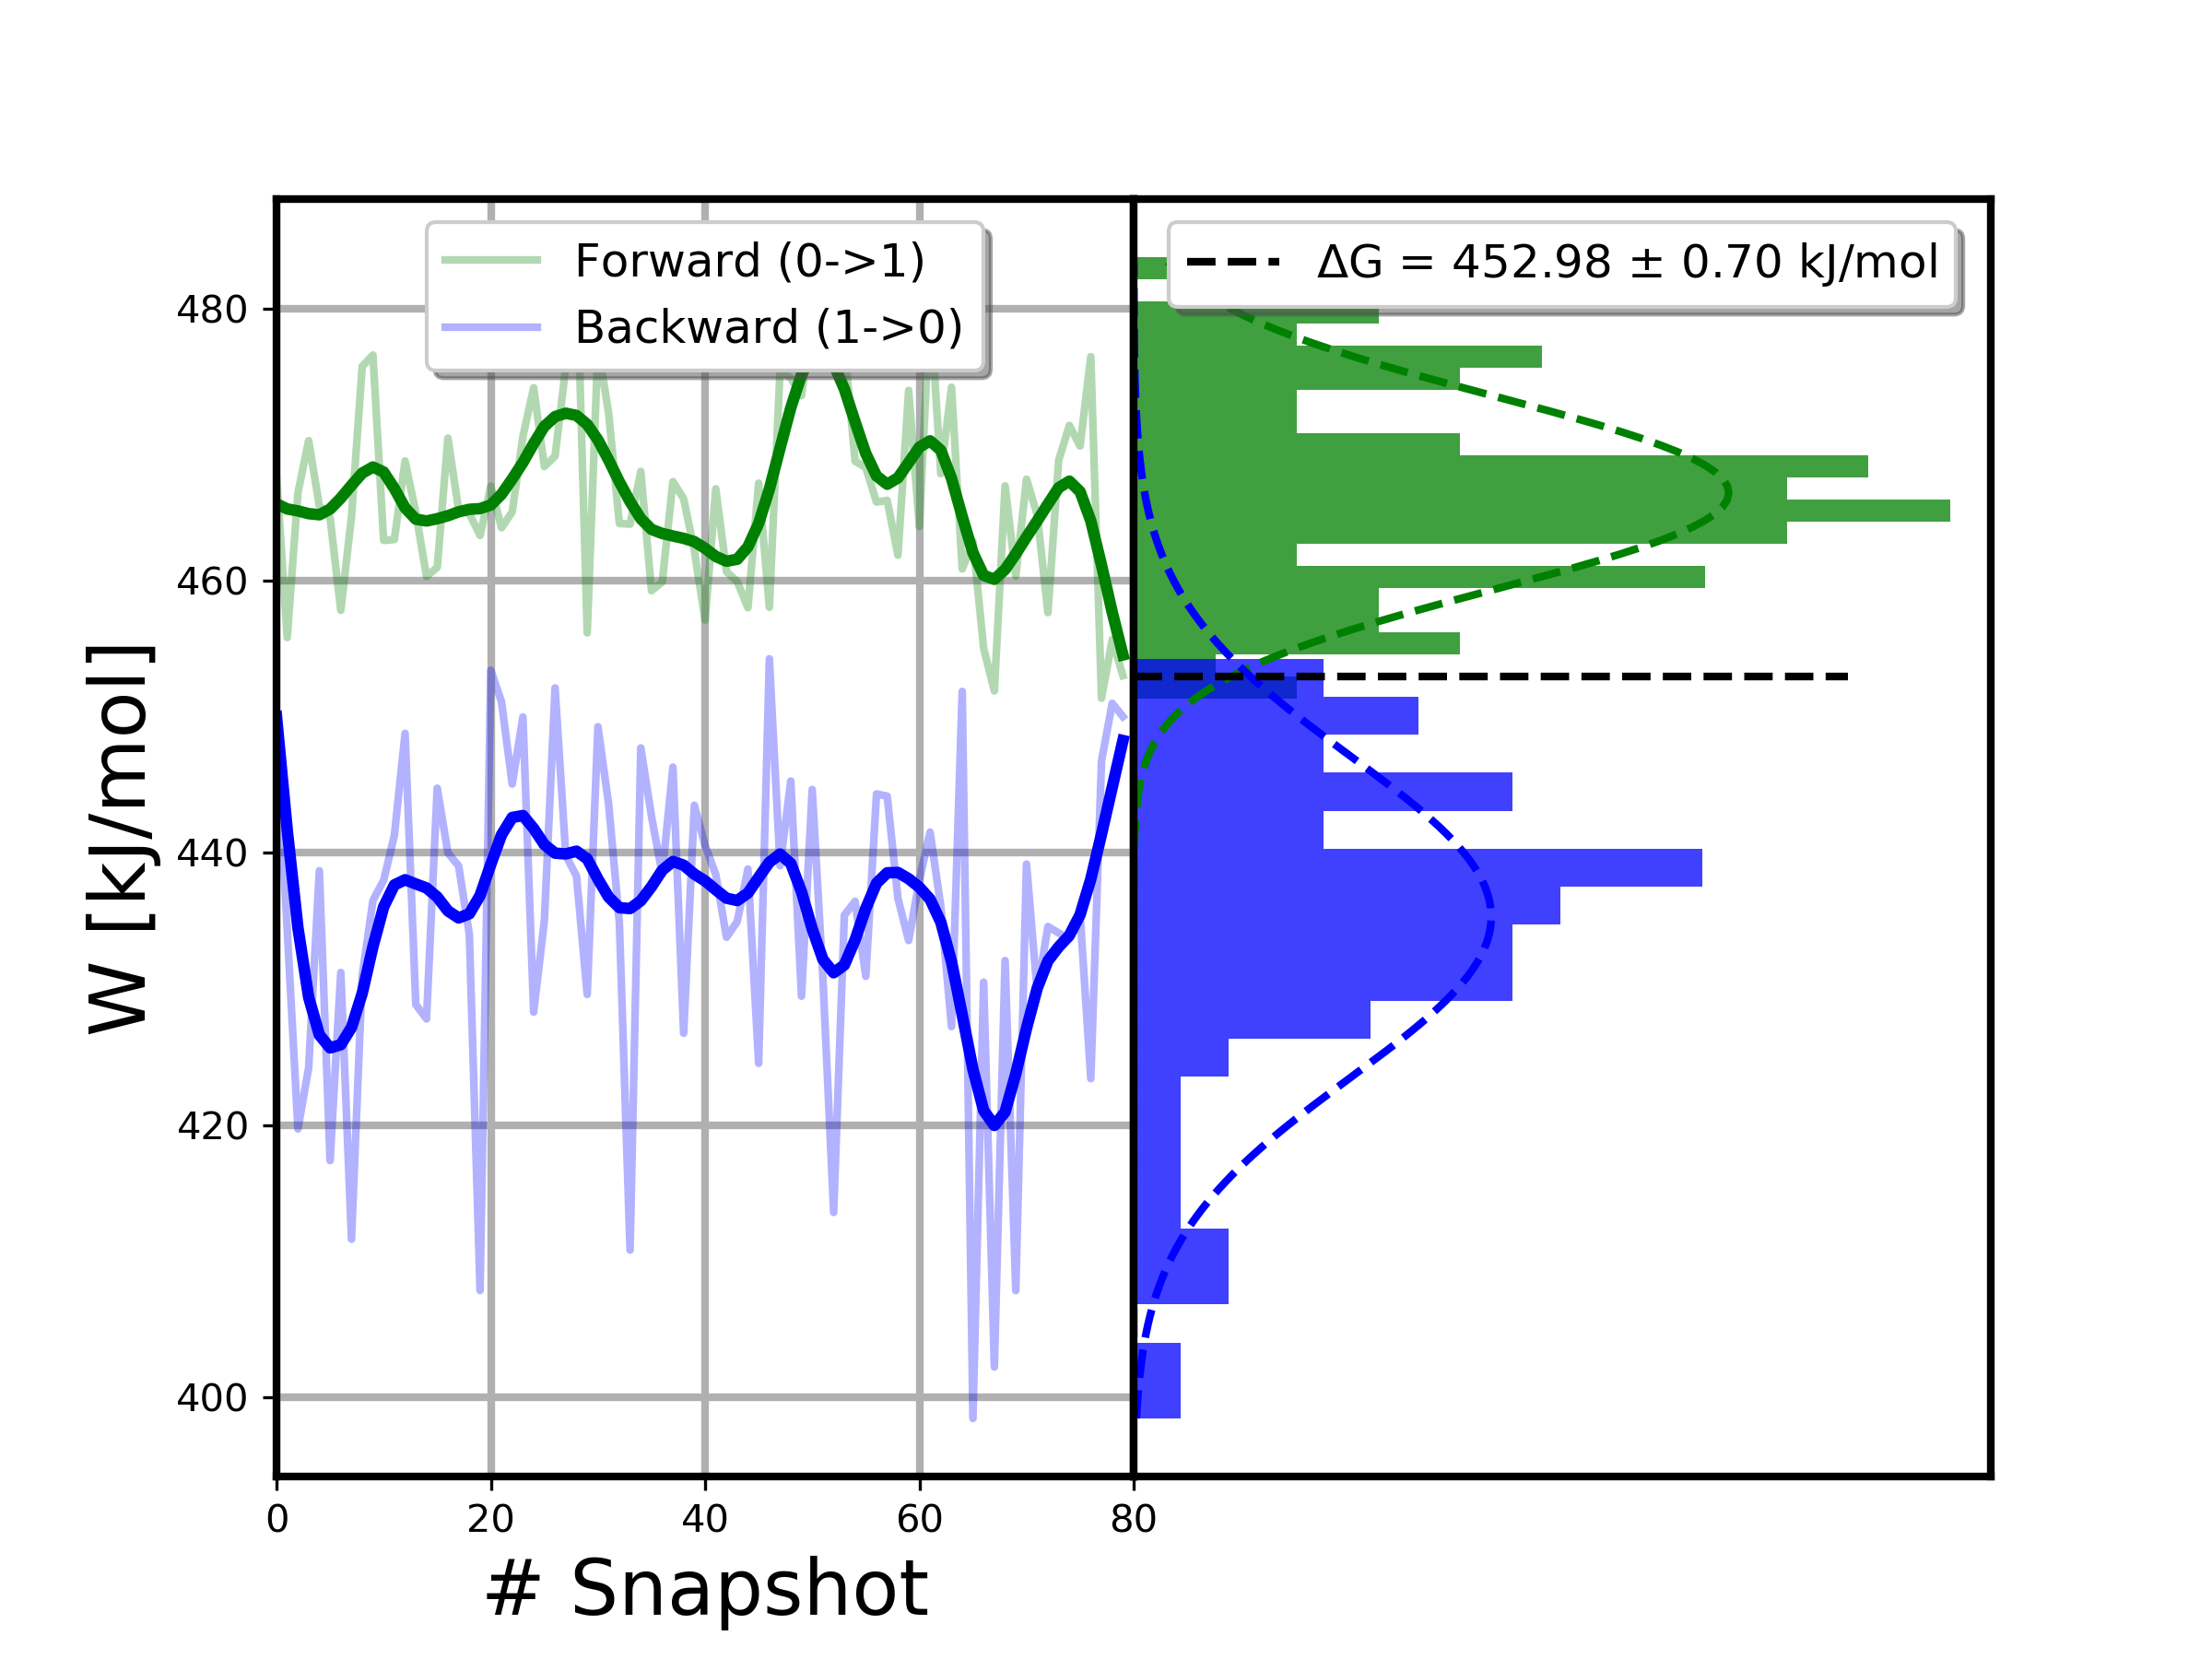 Forward (0->1)
Backward (1->0)
ΔG = 452.98 ± 0.70 kJ/mol
480
460
440
420
400
W [kJ/mol]
0 20 40 60 80
# Snapshot